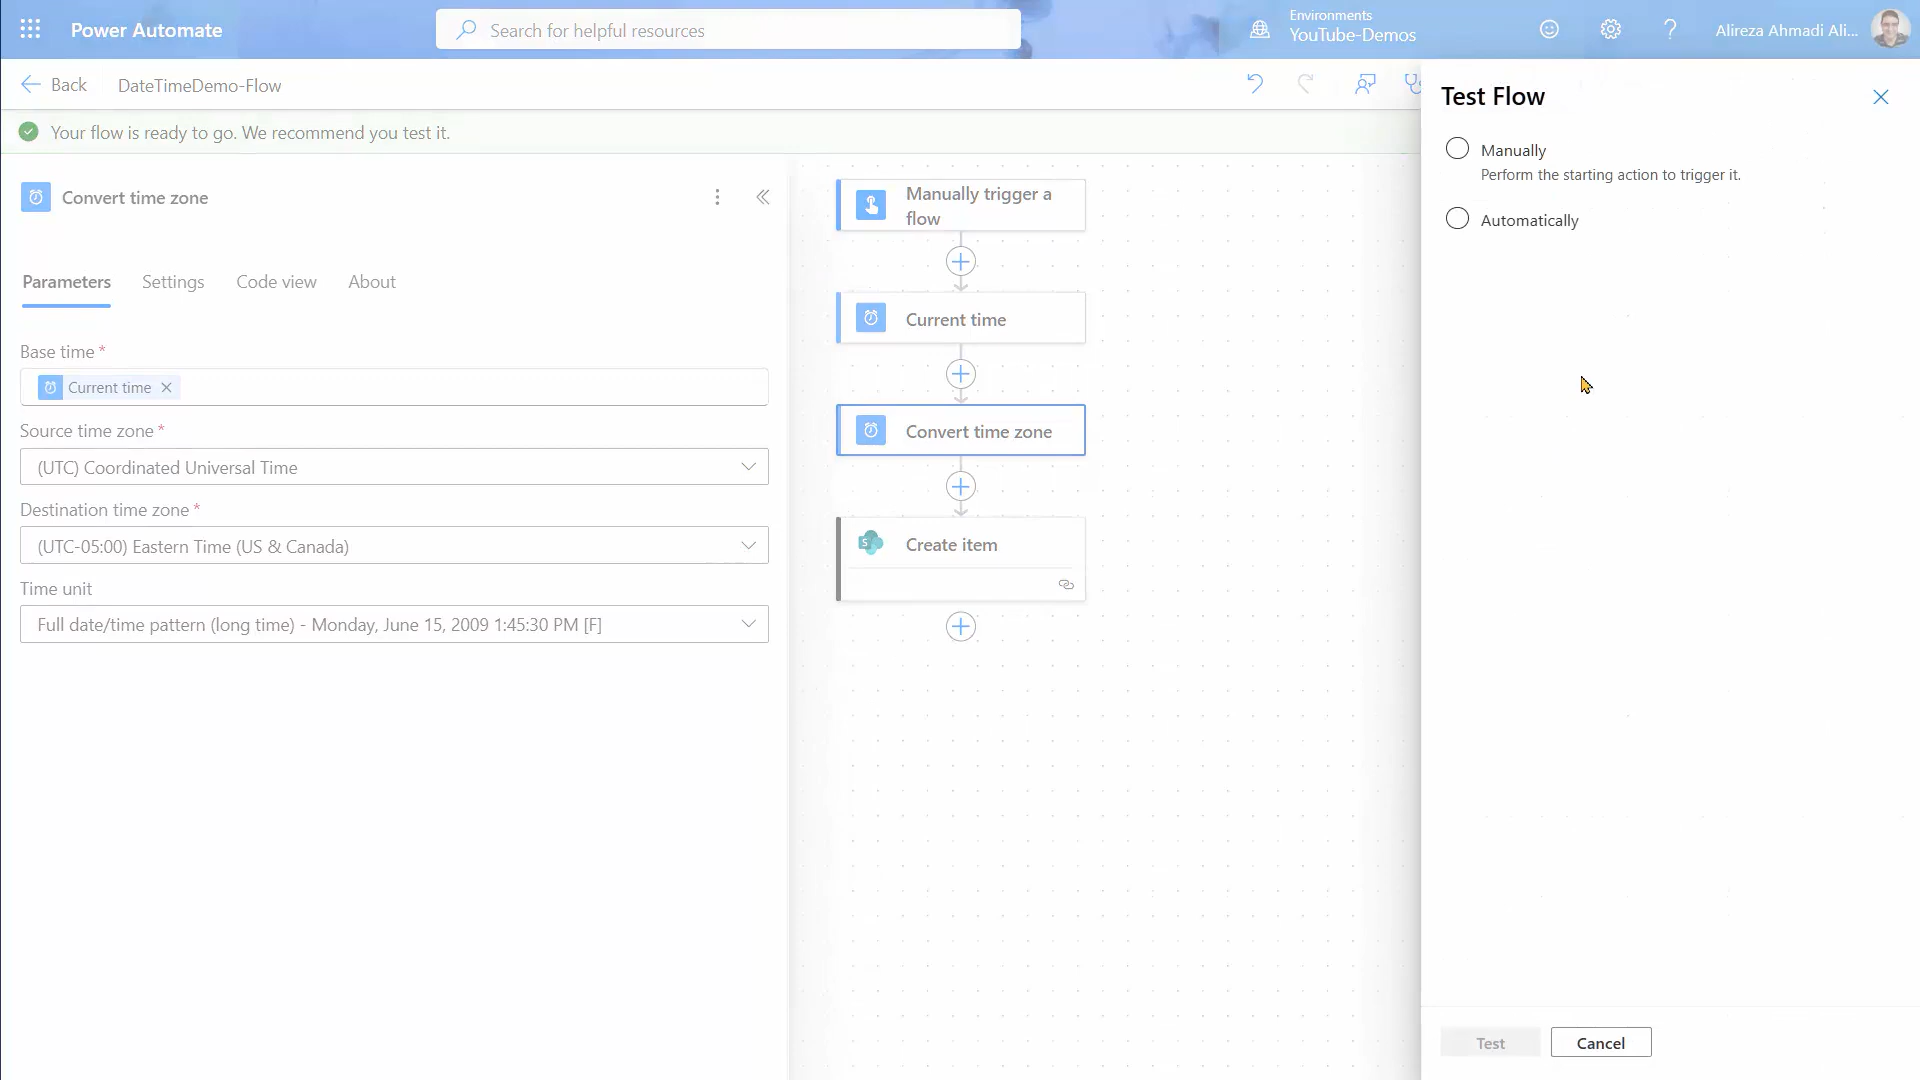 Power Automate
Search for helpful resources
Environments
YouTube-Demos
Alireza Ahmadi Ali...
Back
DateTimeDemo-Flow
Your flow is ready to go. We recommend you test it.
Convert time zone
Parameters
Settings
Code view
About
Base time *
Current time
Source time zone *
(UTC) Coordinated Universal Time
Destination time zone *
(UTC-05:00) Eastern Time (US & Canada)
Time unit
Full date/time pattern (long time) - Monday, June 15, 2009 1:45:30 PM [F]
Manually trigger a
flow
Current time
Convert time zone
Create item
Test Flow
Manually
Perform the starting action to trigger it.
Automatically
Test
Cancel